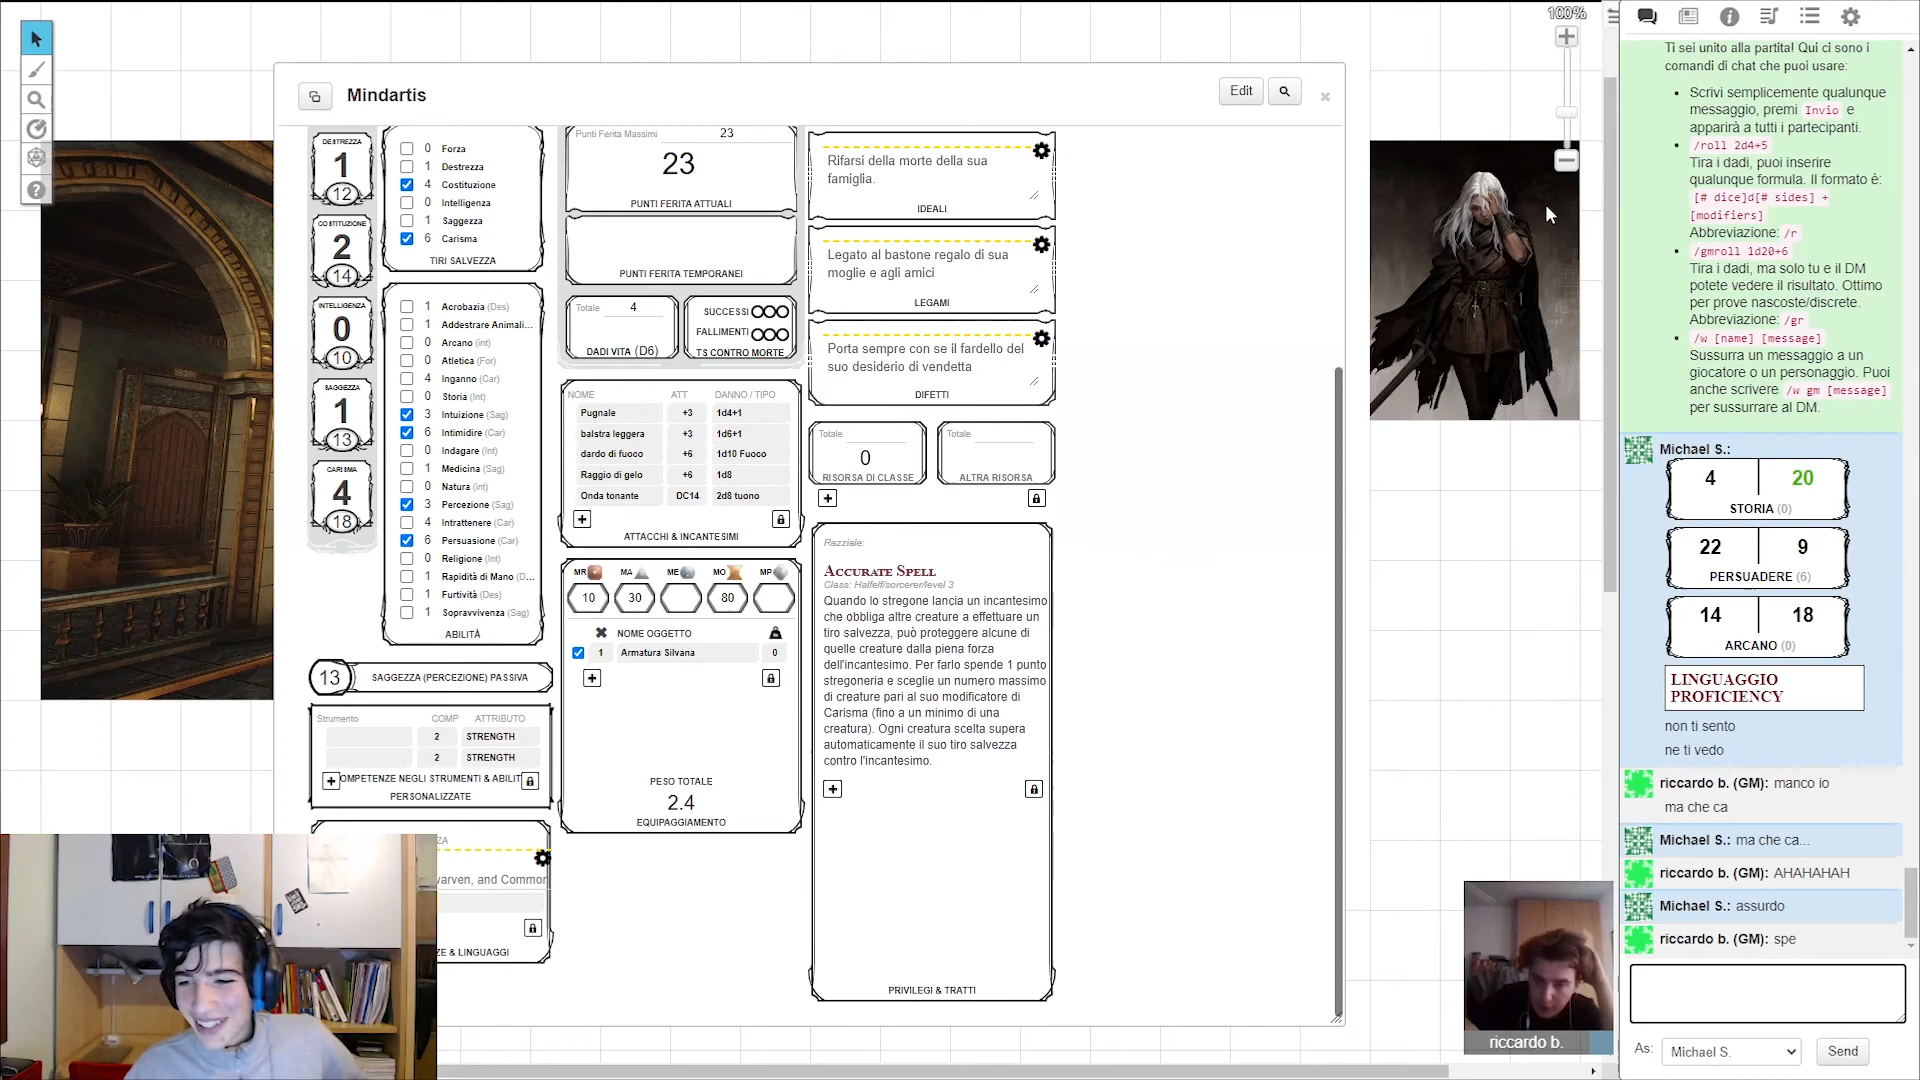 100%
Mindartis
Edit
DESTREZZA
1
12
COSTITUZIONE
2
14
INTELLIGENZA
0
10
SAGGEZZA
1
13
CARISMA
4
18
0 Forza
1 Destrezza
4 Costituzione
0 Intelligenza
1 Saggezza
6 Carisma
TIRI SALVEZZA
1 Acrobazia (Des)
1 Addestrare Animali...
0 Arcano (int)
0 Atletica (For)
4 Inganno (Car)
0 Storia (Int)
3 Intuizione (Sag)
6 Intimidire (Car)
0 Indagare (Int)
1 Medicina (Sag)
0 Natura (int)
3 Percezione (Sag)
4 Intrattenere (Car)
6 Persuasione (Car)
0 Religione (Int)
1 Rapidità di Mano (D...
1 Furtività (Des)
1 Sopravvivenza (Sag)
ABILITÀ
13 SAGGEZZA (PERCEZIONE) PASSIVA
Strumento COMP ATTRIBUTO
2 STRENGTH
2 STRENGTH
OMPETENZE NEGLI STRUMENTI & ABILIT
PERSONALIZZATE
ZA
varven, and Common
ZE & LINGUAGGI
Punti Ferita Massimi 23
23
PUNTI FERITA ATTUALI
PUNTI FERITA TEMPORANEI
Totale 4
DADI VITA (D6)
SUCCESSI
FALLIMENTI
TS CONTRO MORTE
NOME ATT DANNO / TIPO
Pugnale +3 1d4+1
balstra leggera +3 1d6+1
dardo di fuoco +6 1d10 Fuoco
Raggio di gelo +6 1d8
Onda tonante DC14 2d8 tuono
ATTACCHI & INCANTESIMI
MR MA ME MO MP
10 30 80
NOME OGGETTO
1 Armatura Silvana 0
PESO TOTALE
2.4
EQUIPAGGIAMENTO
Rifarsi della morte della sua
famiglia.
IDEALI
Legato al bastone regalo di sua
moglie e agli amici
LEGAMI
Porta sempre con se il fardello del
suo desiderio di vendetta
DIFETTI
Totale
0
RISORSA DI CLASSE
Totale
ALTRA RISORSA
Razziale:
ACCURATE SPELL
Class: Halfelf/sorcerer/level 3
Quando lo stregone lancia un incantesimo
che obbliga altre creature a effettuare un
tiro salvezza, può proteggere alcune di
quelle creature dalla piena forza
dell'incantesimo. Per farlo spende 1 punto
stregoneria e sceglie un numero massimo
di creature pari al suo modificatore di
Carisma (fino a un minimo di una
creatura). Ogni creatura scelta supera
automaticamente il suo tiro salvezza
contro l'incantesimo.
PRIVILEGI & TRATTI
riccardo b.
Ti sei unito alla partita! Qui ci sono i
comandi di chat che puoi usare:
• Scrivi semplicemente qualunque
messaggio, premi Invio e
apparirà a tutti i partecipanti.
• /roll 2d4+5
Tira i dadi, puoi inserire
qualunque formula. Il formato è:
[# dice]d[# sides] +
[modifiers]
Abbreviazione: /r
• /gmroll 1d20+6
Tira i dadi, ma solo tu e il DM
potete vedere il risultato. Ottimo
per prove nascoste/discrete.
Abbreviazione: /gr
• /w [name] [message]
Sussurra un messaggio a un
giocatore o un personaggio. Puoi
anche scrivere /w gm [message]
per sussurrare al DM.
Michael S.:
4 20
STORIA (0)
22 9
PERSUADERE (6)
14 18
ARCANO (0)
LINGUAGGIO
PROFICIENCY
non ti sento
ne ti vedo
riccardo b. (GM): manco io
ma che ca
Michael S.: ma che ca...
riccardo b. (GM): AHAHAHAH
Michael S.: assurdo
riccardo b. (GM): spe
As: Michael S. Send